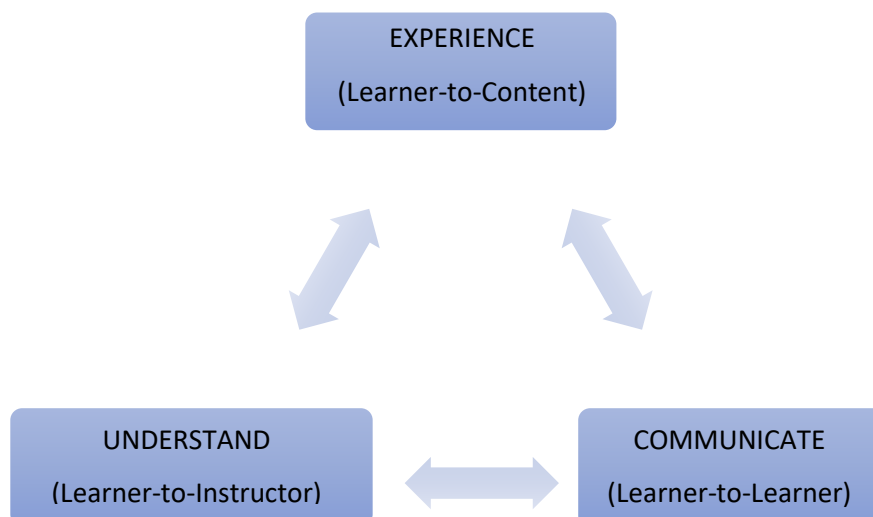 EXPERIENCE
(Learner-to-Content)
UNDERSTAND
(Learner-to-Instructor)
COMMUNICATE
(Learner-to-Learner)